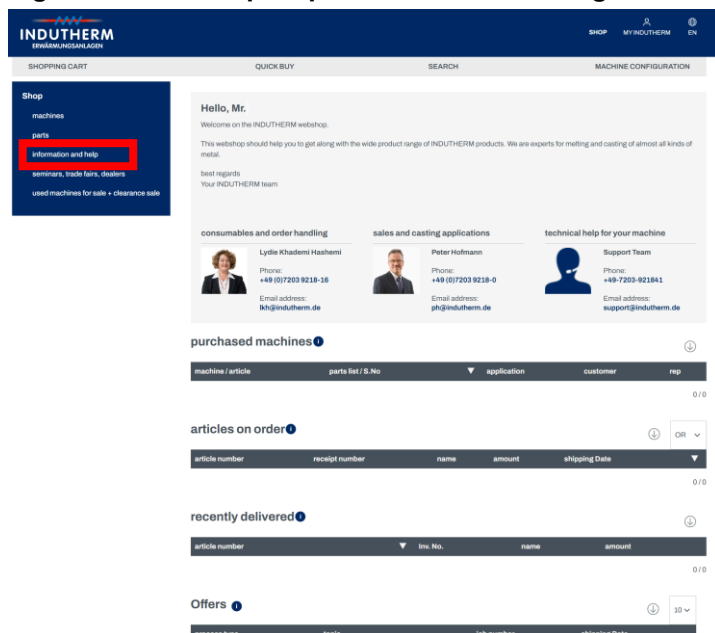 INDUTHERM
ERWÄRMUNGSANLAGEN
SHOP MY INDUTHERM EN
SHOPPING CART QUICK BUY SEARCH MACHINE CONFIGURATION
Shop
machines
parts
information and help
seminars, trade fairs, dealers
used machines for sale + clearance sale
Hello, Mr.
Welcome on the INDUTHERM webshop.
This webshop should help you to get along with the wide product range of INDUTHERM products. We are experts for melting and casting of almost all kinds of
metal.
best regards
Your INDUTHERM team
consumables and order handling
Lydie Khademi Hashemi
Phone:
+49 (0)7203 9218-16
Email address:
lkh@indutherm.de
sales and casting applications
Peter Hofmann
Phone:
+49 (0)7203 9218-0
Email address:
ph@indutherm.de
technical help for your machine
Support Team
Phone:
+49-7203-921841
Email address:
support@indutherm.de
purchased machines
machine / article parts list / S.No application customer rep
0 / 0
articles on order
OR
article number receipt number name amount shipping Date
0 / 0
recently delivered
article number Inv. No. name amount
0 / 0
Offers
10